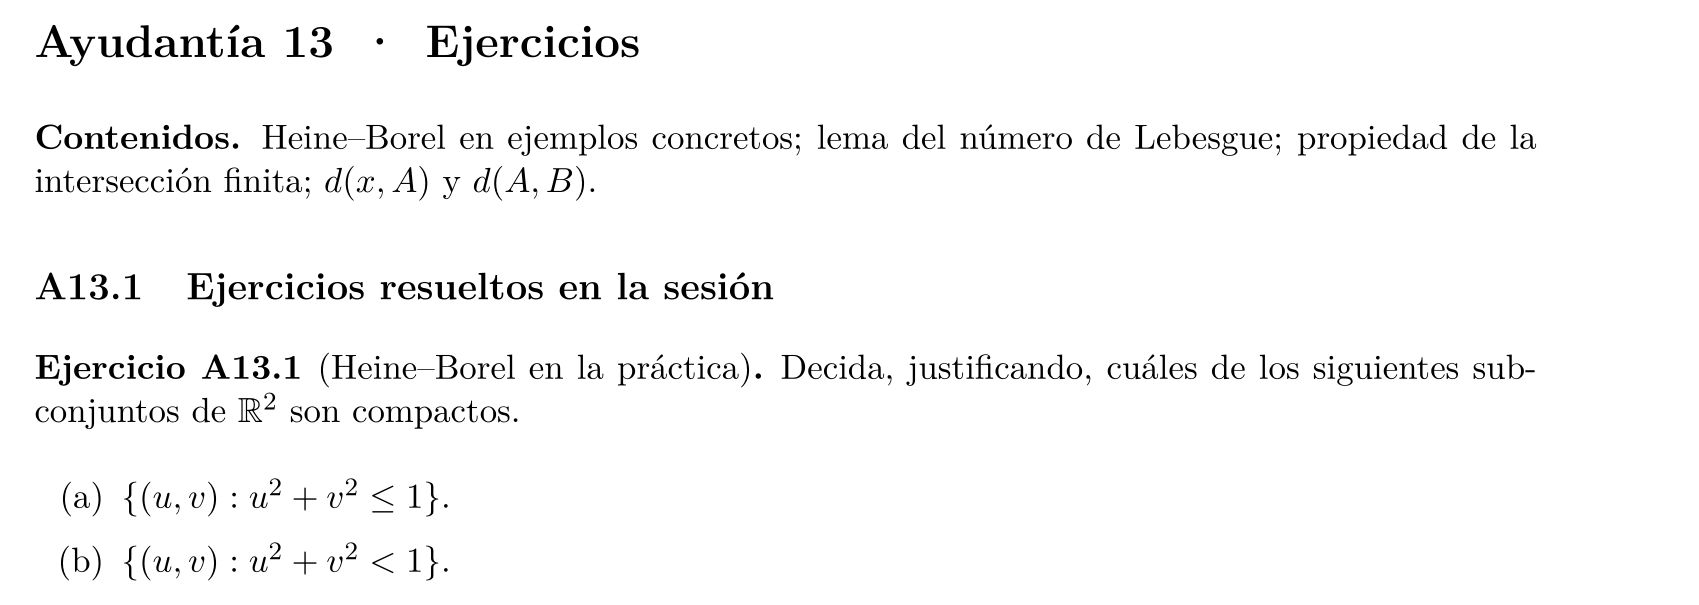 Ayudantía 13 · Ejercicios
Contenidos. Heine–Borel en ejemplos concretos; lema del número de Lebesgue; propiedad de la
intersección finita; d(x, A) y d(A, B).
A13.1 Ejercicios resueltos en la sesión
Ejercicio A13.1 (Heine–Borel en la práctica). Decida, justificando, cuáles de los siguientes sub-
conjuntos de ℝ² son compactos.
(a) {(u, v) : u² + v² ≤ 1}.
(b) {(u, v) : u² + v² < 1}.